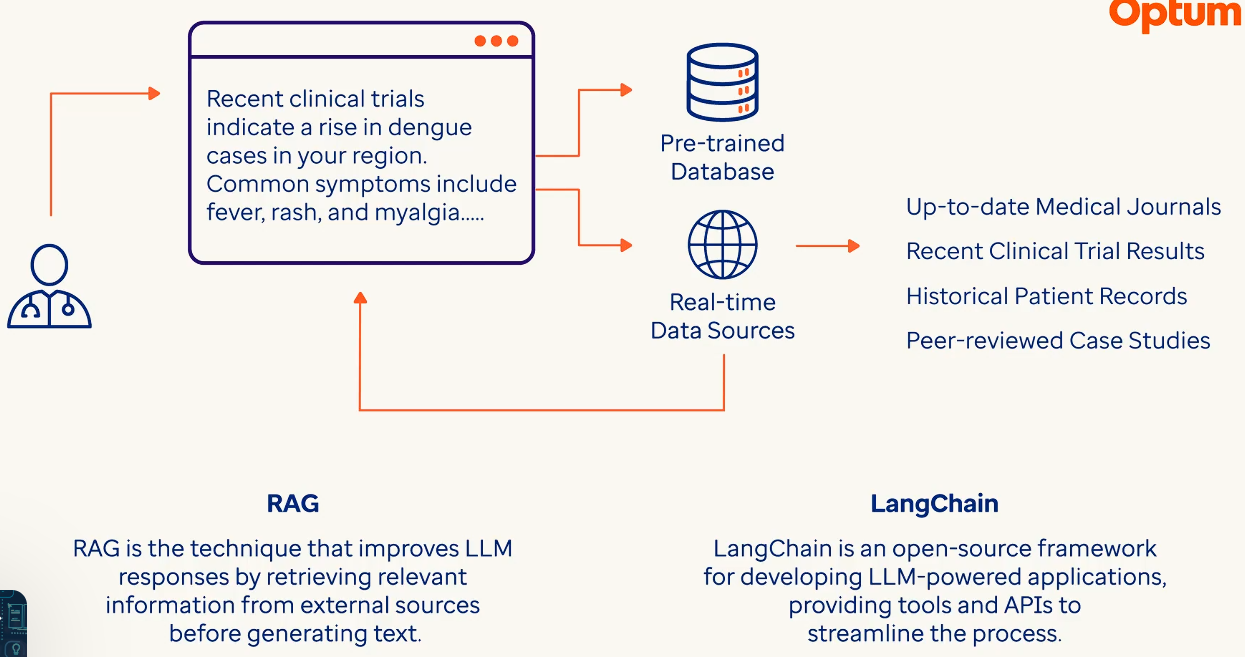 Optum
Recent clinical trials
indicate a rise in dengue
cases in your region.
Common symptoms include
fever, rash, and myalgia.....
Pre-trained
Database
Real-time
Data Sources
Up-to-date Medical Journals
Recent Clinical Trial Results
Historical Patient Records
Peer-reviewed Case Studies
RAG
RAG is the technique that improves LLM
responses by retrieving relevant
information from external sources
before generating text.
LangChain
LangChain is an open-source framework
for developing LLM-powered applications,
providing tools and APIs to
streamline the process.